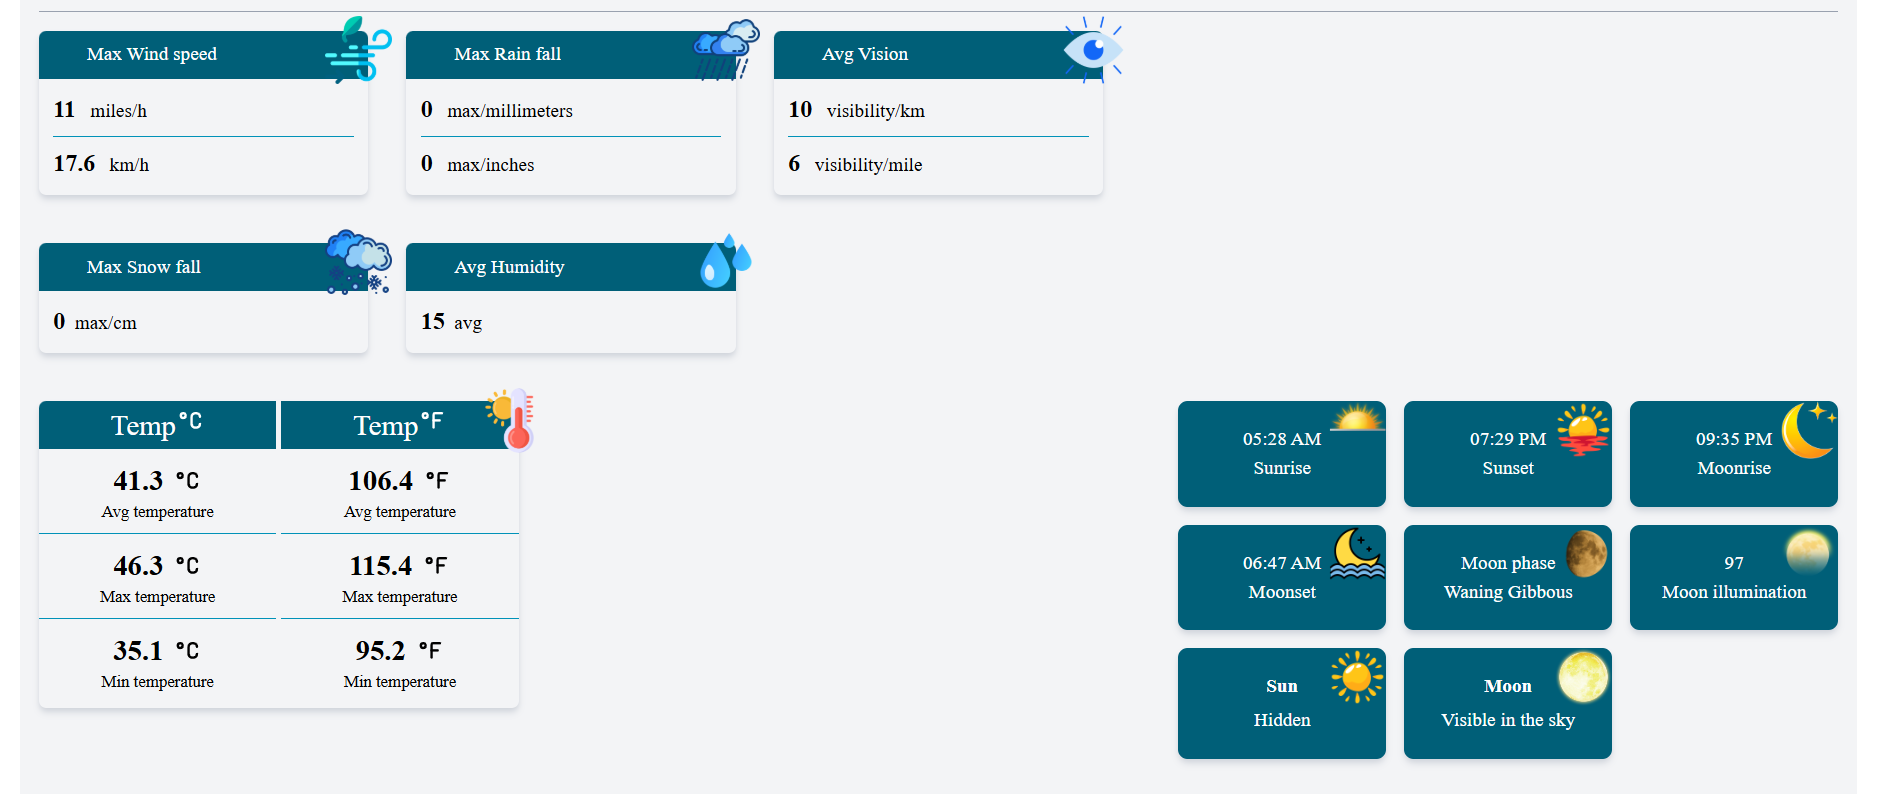 Max Wind speed
11 miles/h
17.6 km/h
Max Rain fall
0 max/millimeters
0 max/inches
Avg Vision
10 visibility/km
6 visibility/mile
Max Snow fall
0 max/cm
Avg Humidity
15 avg
Temp°C
Temp°F
41.3 °C
Avg temperature
106.4 °F
Avg temperature
46.3 °C
Max temperature
115.4 °F
Max temperature
35.1 °C
Min temperature
95.2 °F
Min temperature
05:28 AM
Sunrise
07:29 PM
Sunset
09:35 PM
Moonrise
06:47 AM
Moonset
Moon phase
Waning Gibbous
97
Moon illumination
Sun
Hidden
Moon
Visible in the sky